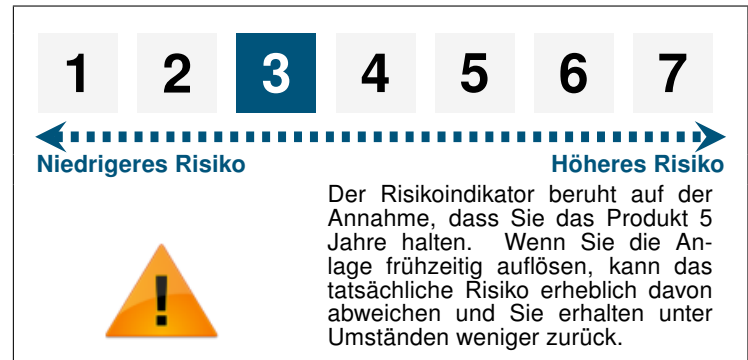 1 2 3 4 5 6 7
Niedrigeres Risiko Höheres Risiko
Der Risikoindikator beruht auf der
Annahme, dass Sie das Produkt 5
Jahre halten. Wenn Sie die An-
lage frühzeitig auflösen, kann das
tatsächliche Risiko erheblich davon
abweichen und Sie erhalten unter
Umständen weniger zurück.